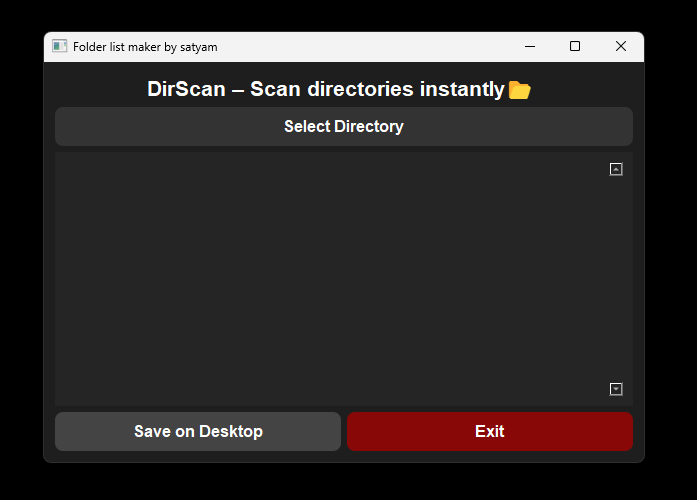 Folder list maker by satyam
DirScan – Scan directories instantly📂
Select Directory
Save on Desktop
Exit